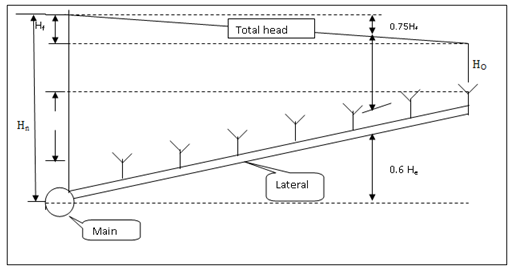 Hf
Total head
0.75Hf
HO
Hn
Lateral
0.6 He
Main